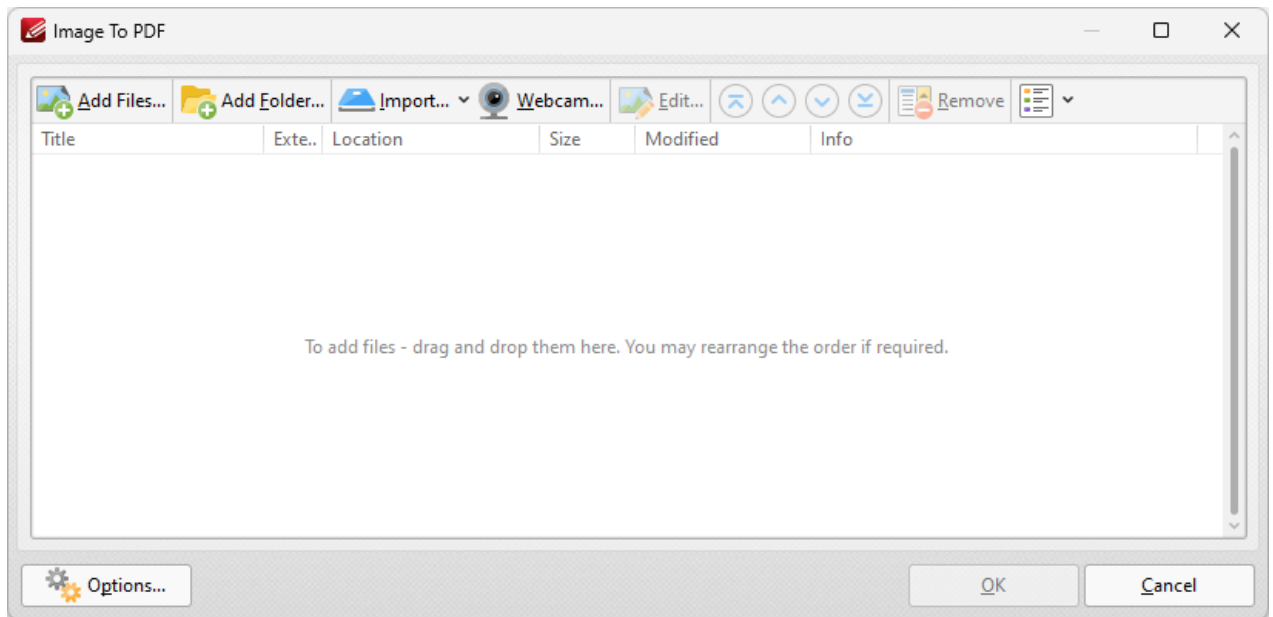 Image To PDF
Add Files... Add Folder... Import... Webcam... Edit... Remove
Title Exte.. Location Size Modified Info
To add files - drag and drop them here. You may rearrange the order if required.
Options... OK Cancel